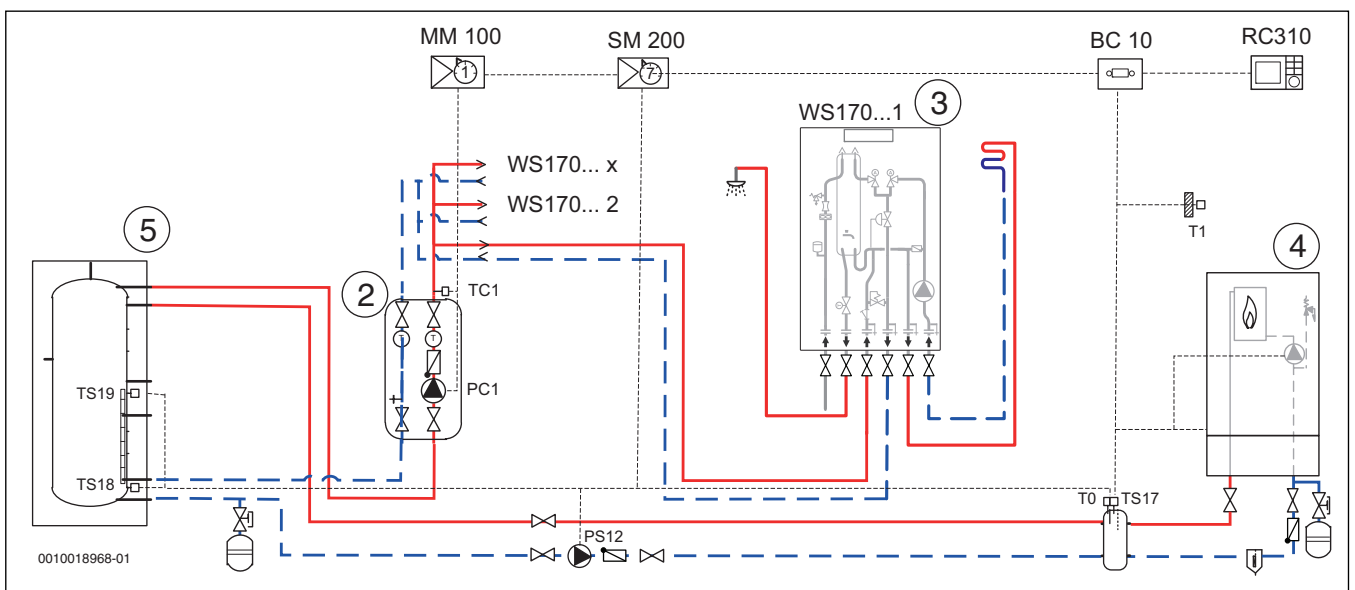 MM 100
SM 200
BC 10
RC310
1
7
3
WS170...1
WS170... x
WS170... 2
T1
5
4
2
TC1
T
T
PC1
TS19
TS18
T0
TS17
PS12
0010018968-01